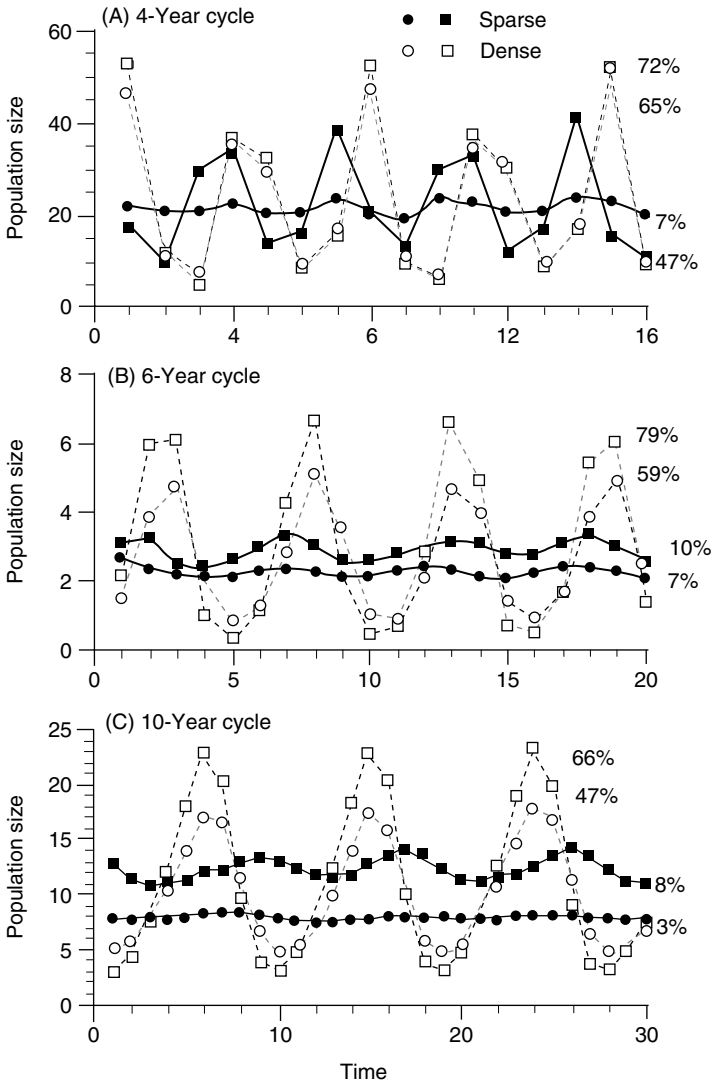 (A) 4-Year cycle
Sparse
Dense
60
40
20
0
Population size
72%
65%
7%
47%
0 4 6 12 16
(B) 6-Year cycle
8
6
4
2
0
Population size
79%
59%
10%
7%
0 5 10 15 20
(C) 10-Year cycle
25
20
15
10
5
0
Population size
66%
47%
8%
3%
0 10 20 30
Time